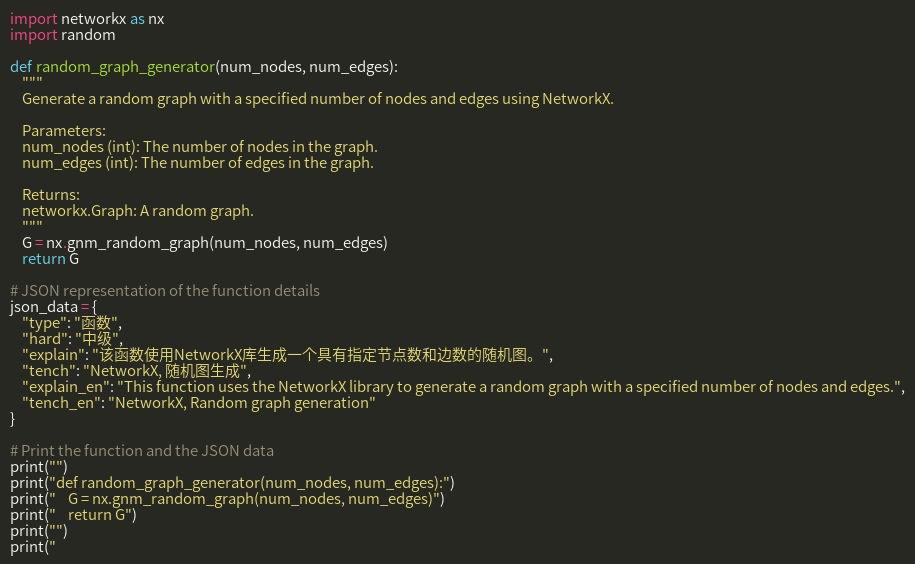 import networkx as nx
import random
def random_graph_generator(num_nodes, num_edges):
"""
Generate a random graph with a specified number of nodes and edges using NetworkX.
Parameters:
num_nodes (int): The number of nodes in the graph.
num_edges (int): The number of edges in the graph.
Returns:
networkx.Graph: A random graph.
"""
G = nx.gnm_random_graph(num_nodes, num_edges)
return G
# JSON representation of the function details
json_data = {
"type": "函数",
"hard": "中级",
"explain": "该函数使用NetworkX库生成一个具有指定节点数和边数的随机图。",
"tench": "NetworkX, 随机图生成",
"explain_en": "This function uses the NetworkX library to generate a random graph with a specified number of nodes and edges.",
"tench_en": "NetworkX, Random graph generation"
}
# Print the function and the JSON data
print("")
print("def random_graph_generator(num_nodes, num_edges):")
print("    G = nx.gnm_random_graph(num_nodes, num_edges)")
print("    return G")
print("")
print("